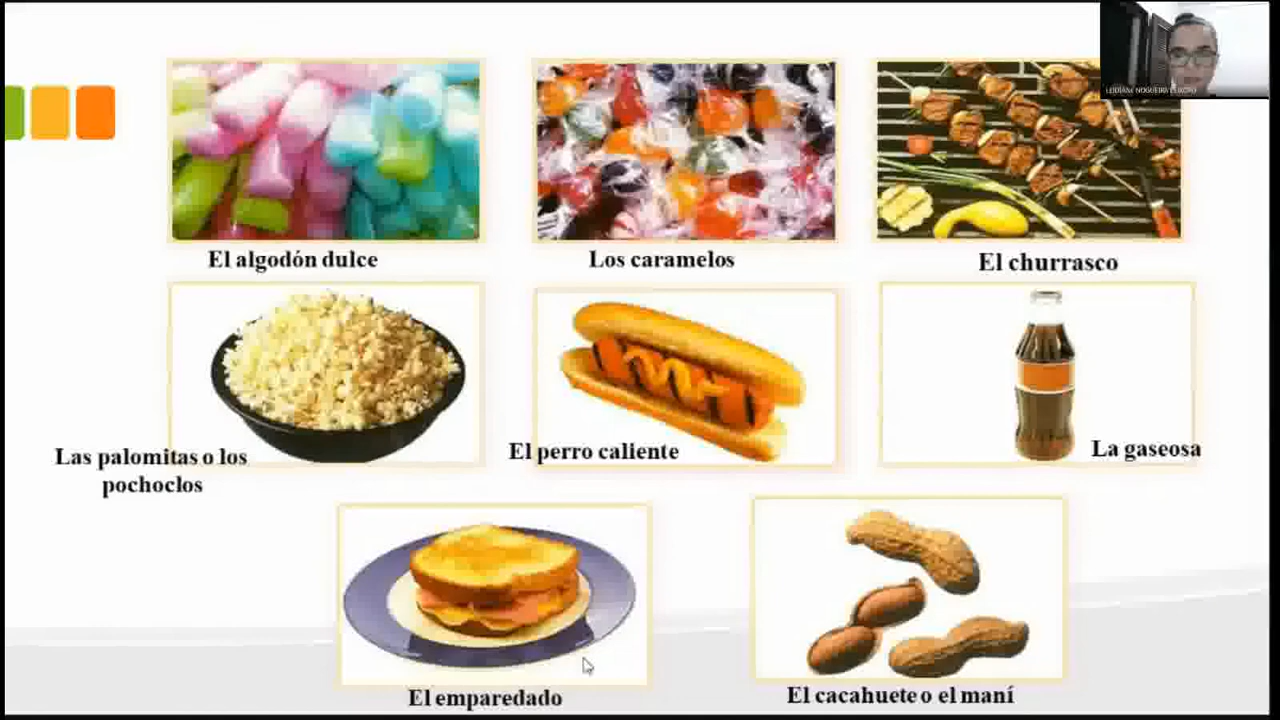 El algodón dulce
Los caramelos
El churrasco
Las palomitas o los
pochoclos
El perro caliente
La gaseosa
El emparedado
El cacahuete o el maní